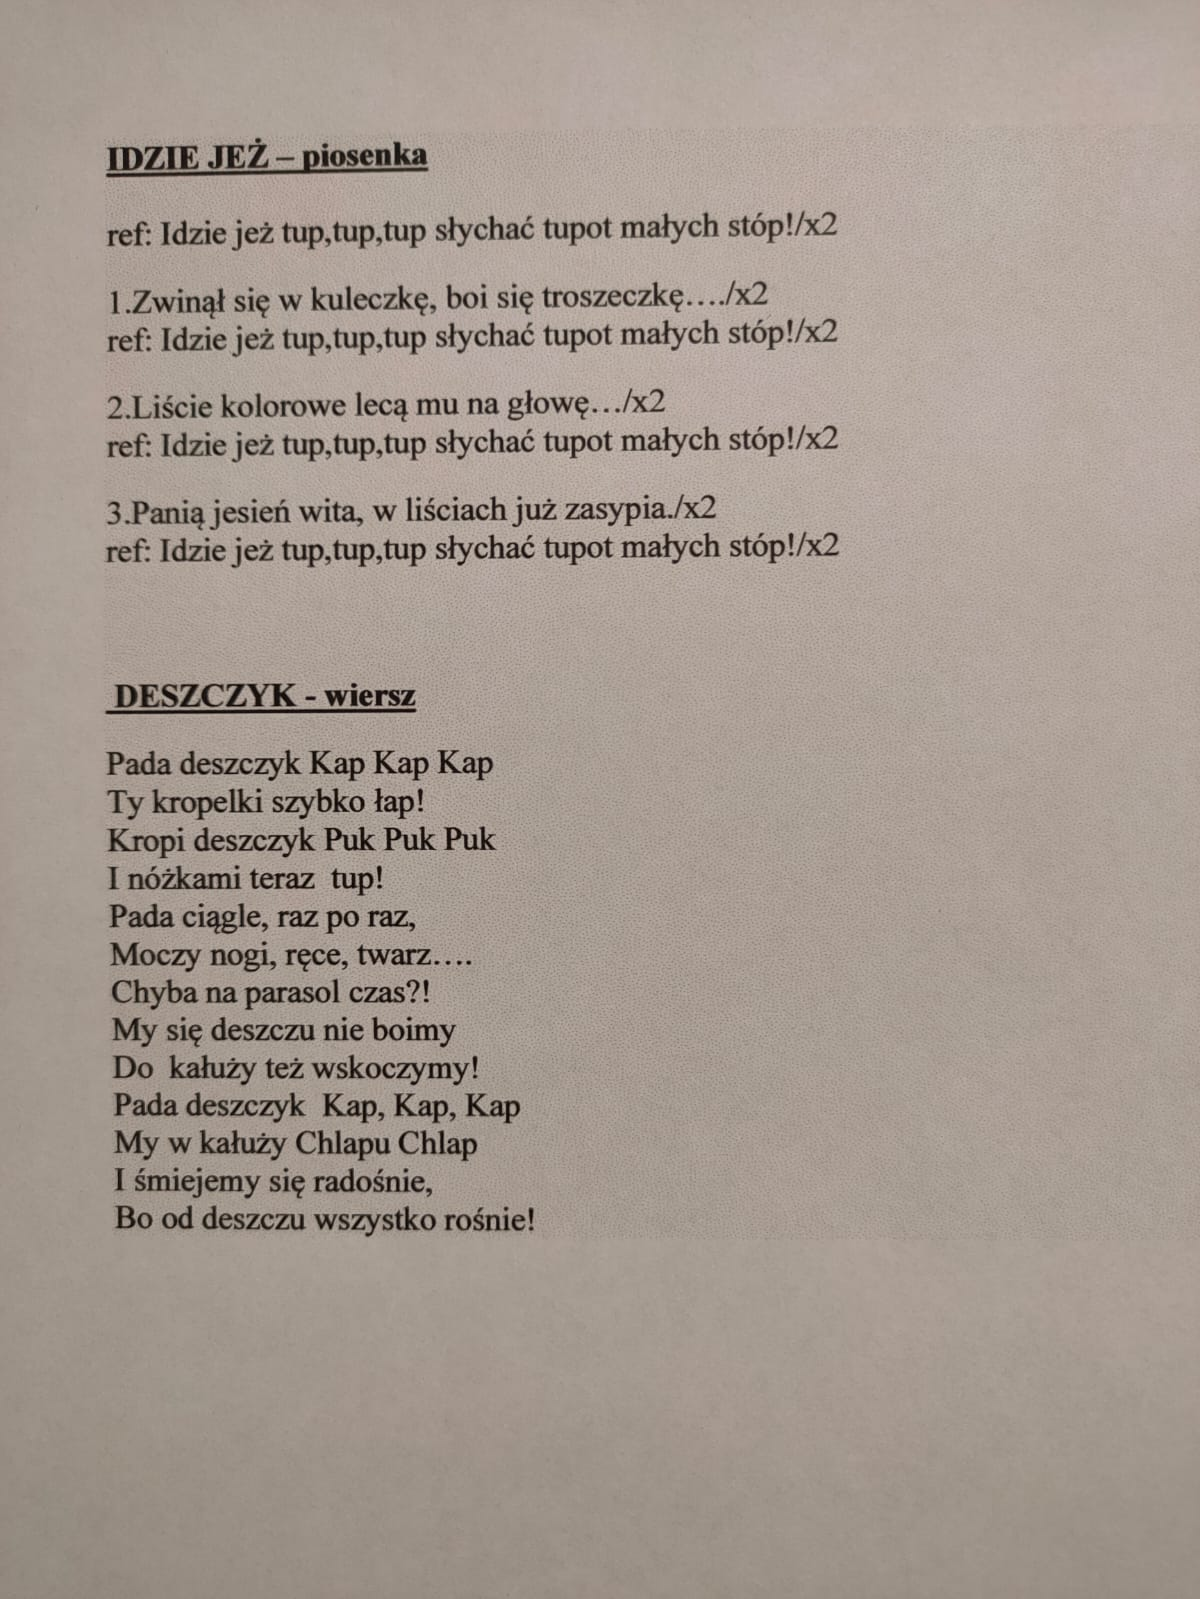 IDZIE JEŻ – piosenka
ref: Idzie jeż tup,tup,tup słychać tupot małych stóp!/x2
1.Zwinął się w kuleczkę, boi się troszeczkę…./x2
ref: Idzie jeż tup,tup,tup słychać tupot małych stóp!/x2
2.Liście kolorowe lecą mu na głowę…/x2
ref: Idzie jeż tup,tup,tup słychać tupot małych stóp!/x2
3.Panią jesień wita, w liściach już zasypia./x2
ref: Idzie jeż tup,tup,tup słychać tupot małych stóp!/x2
DESZCZYK - wiersz
Pada deszczyk Kap Kap Kap
Ty kropelki szybko łap!
Kropi deszczyk Puk Puk Puk
I nóżkami teraz  tup!
Pada ciągle, raz po raz,
Moczy nogi, ręce, twarz….
Chyba na parasol czas?!
My się deszczu nie boimy
Do  kałuży też wskoczymy!
Pada deszczyk  Kap, Kap, Kap
My w kałuży Chlapu Chlap
I śmiejemy się radośnie,
Bo od deszczu wszystko rośnie!